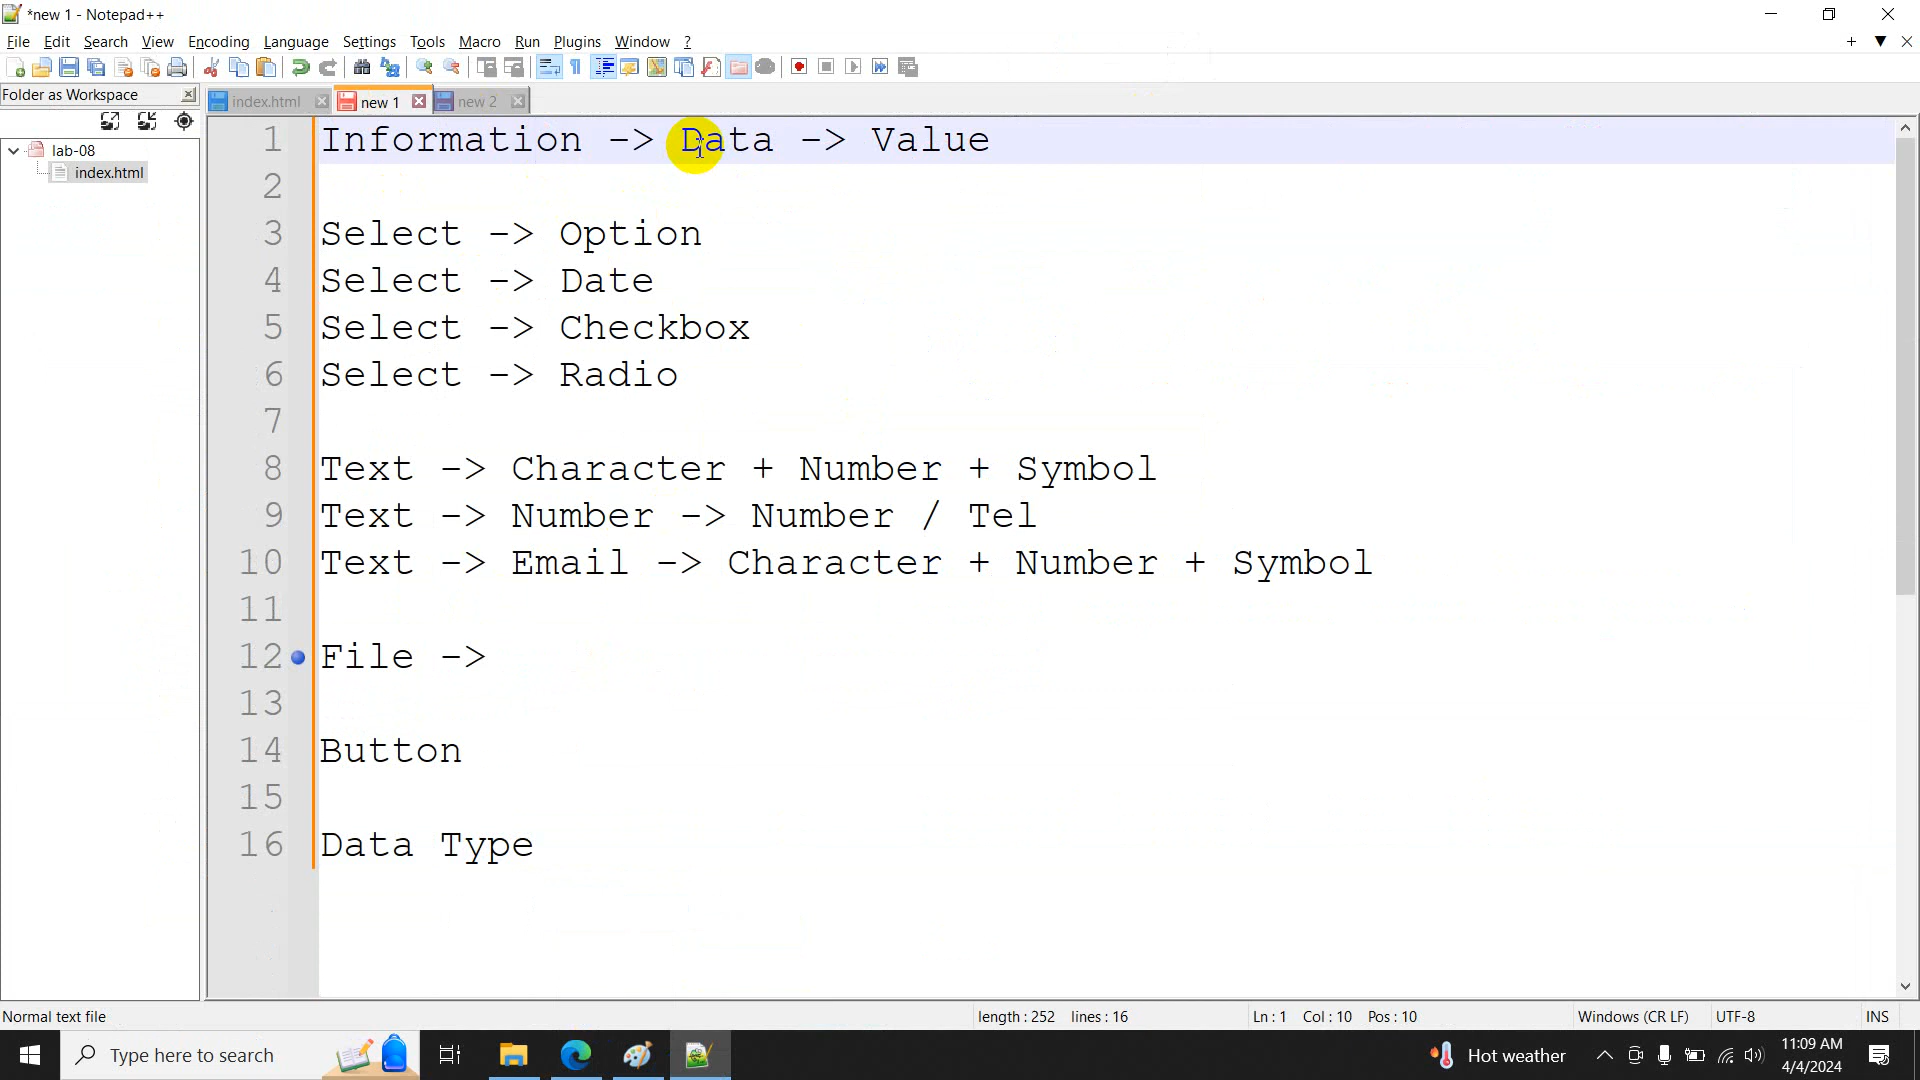 *new 1 - Notepad++
File Edit Search View Encoding Language Settings Tools Macro Run Plugins Window ?
Folder as Workspace
index.html new 1 new 2
lab-08
index.html
1 Information -> Data -> Value
2
3 Select -> Option
4 Select -> Date
5 Select -> Checkbox
6 Select -> Radio
7
8 Text -> Character + Number + Symbol
9 Text -> Number -> Number / Tel
10 Text -> Email -> Character + Number + Symbol
11
12 File ->
13
14 Button
15
16 Data Type
Normal text file length : 252 lines : 16 Ln : 1 Col : 10 Pos : 10 Windows (CR LF) UTF-8 INS
Type here to search Hot weather 11:09 AM
4/4/2024